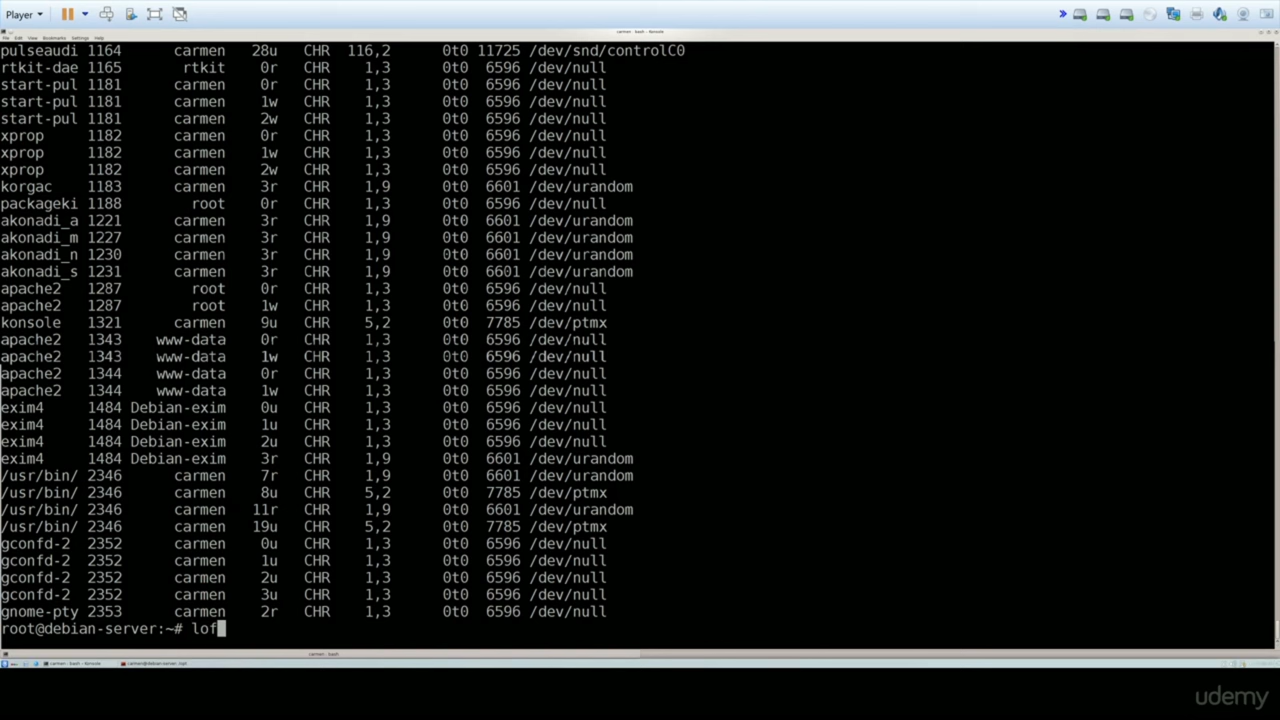 Player
carmen : bash - Konsole
File Edit View Bookmarks Settings Help
pulseaudi 1164 carmen 28u CHR 116,2 0t0 11725 /dev/snd/controlC0
rtkit-dae 1165 rtkit 0r CHR 1,3 0t0 6596 /dev/null
start-pul 1181 carmen 0r CHR 1,3 0t0 6596 /dev/null
start-pul 1181 carmen 1w CHR 1,3 0t0 6596 /dev/null
start-pul 1181 carmen 2w CHR 1,3 0t0 6596 /dev/null
xprop 1182 carmen 0r CHR 1,3 0t0 6596 /dev/null
xprop 1182 carmen 1w CHR 1,3 0t0 6596 /dev/null
xprop 1182 carmen 2w CHR 1,3 0t0 6596 /dev/null
korgac 1183 carmen 3r CHR 1,9 0t0 6601 /dev/urandom
packageki 1188 root 0r CHR 1,3 0t0 6596 /dev/null
akonadi_a 1221 carmen 3r CHR 1,9 0t0 6601 /dev/urandom
akonadi_m 1227 carmen 3r CHR 1,9 0t0 6601 /dev/urandom
akonadi_n 1230 carmen 3r CHR 1,9 0t0 6601 /dev/urandom
akonadi_s 1231 carmen 3r CHR 1,9 0t0 6601 /dev/urandom
apache2 1287 root 0r CHR 1,3 0t0 6596 /dev/null
apache2 1287 root 1w CHR 1,3 0t0 6596 /dev/null
konsole 1321 carmen 9u CHR 5,2 0t0 7785 /dev/ptmx
apache2 1343 www-data 0r CHR 1,3 0t0 6596 /dev/null
apache2 1343 www-data 1w CHR 1,3 0t0 6596 /dev/null
apache2 1344 www-data 0r CHR 1,3 0t0 6596 /dev/null
apache2 1344 www-data 1w CHR 1,3 0t0 6596 /dev/null
exim4 1484 Debian-exim 0u CHR 1,3 0t0 6596 /dev/null
exim4 1484 Debian-exim 1u CHR 1,3 0t0 6596 /dev/null
exim4 1484 Debian-exim 2u CHR 1,3 0t0 6596 /dev/null
exim4 1484 Debian-exim 3r CHR 1,9 0t0 6601 /dev/urandom
/usr/bin/ 2346 carmen 7r CHR 1,9 0t0 6601 /dev/urandom
/usr/bin/ 2346 carmen 8u CHR 5,2 0t0 7785 /dev/ptmx
/usr/bin/ 2346 carmen 11r CHR 1,9 0t0 6601 /dev/urandom
/usr/bin/ 2346 carmen 19u CHR 5,2 0t0 7785 /dev/ptmx
gconfd-2 2352 carmen 0u CHR 1,3 0t0 6596 /dev/null
gconfd-2 2352 carmen 1u CHR 1,3 0t0 6596 /dev/null
gconfd-2 2352 carmen 2u CHR 1,3 0t0 6596 /dev/null
gconfd-2 2352 carmen 3u CHR 1,3 0t0 6596 /dev/null
gnome-pty 2353 carmen 2r CHR 1,3 0t0 6596 /dev/null
root@debian-server:~# lof
carmen : bash
carmen : bash - Konsole carmen@debian-server: /opt
udemy